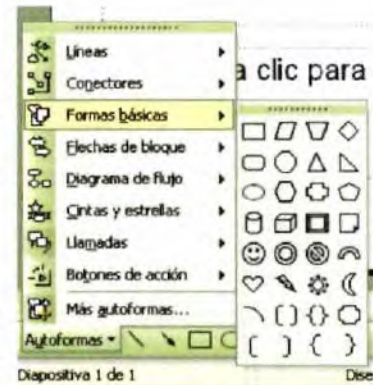 Líneas
Conectores
a clic para
Formas básicas
Flechas de bloque
Diagrama de flujo
Cintas y estrellas
Llamadas
Botones de acción
Más autoformas...
Autoformas
Diapositiva 1 de 1
Dise